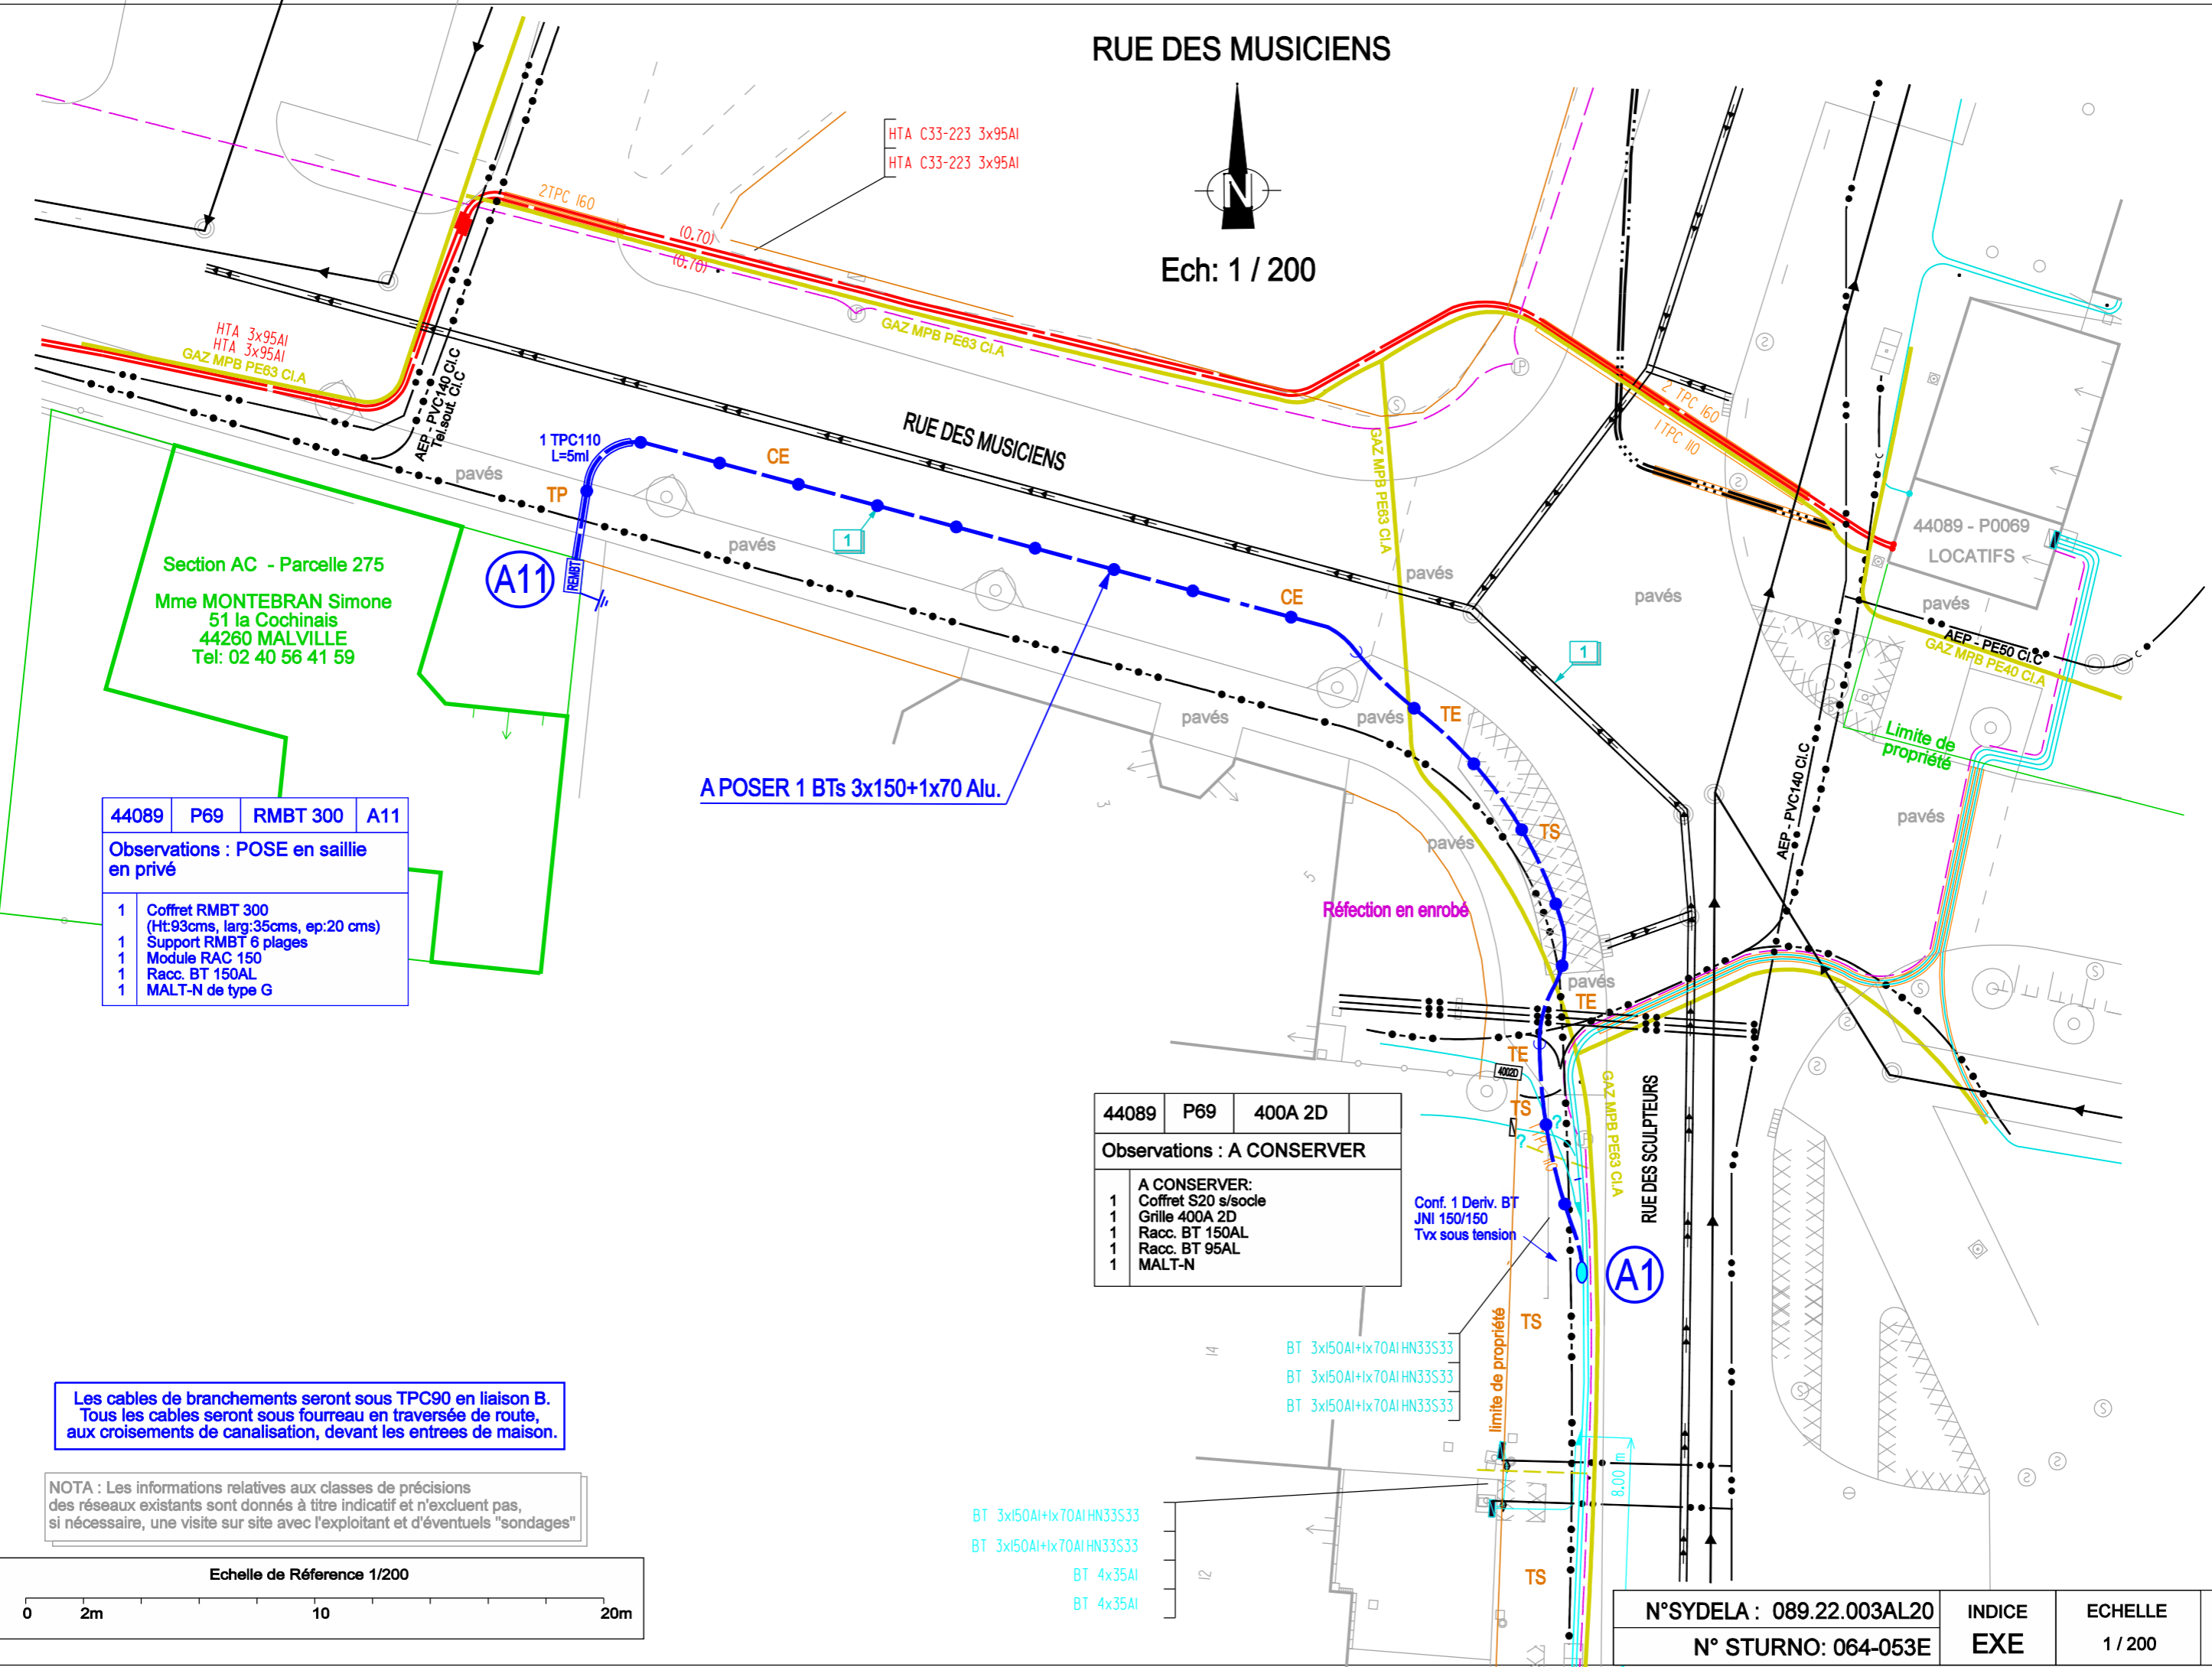 RUE DES MUSICIENS
N
Ech: 1 / 200
HTA C33-223 3x95Al
HTA C33-223 3x95Al
2TPC 160
(0.70)
(0.70)
HTA 3x95Al
HTA 3x95Al
GAZ MPB PE63 Cl.A
GAZ MPB PE63 Cl.A
AEP - PVC140 Cl.C
Tel.sout. Cl.C
RUE DES MUSICIENS
2 TPC 160
1 TPC 110
GAZ MPB PE63 Cl.A
1 TPC110
L=5ml
CE
TP
pavés
pavés
1
A11
REMBT
CE
pavés
pavés
44089 - P0069
LOCATIFS
pavés
AEP - PE50 Cl.C
GAZ MPB PE40 Cl.A
Section AC - Parcelle 275
Mme MONTEBRAN Simone
51 la Cochinais
44260 MALVILLE
Tel: 02 40 56 41 59
1
Limite de
propriété
pavés
pavés
TE
A POSER 1 BTs 3x150+1x70 Alu.
3
AEP - PVC140 Cl.C
pavés
44089 P69 RMBT 300 A11
Observations : POSE en saillie
en privé
1 Coffret RMBT 300
(Ht:93cms, larg:35cms, ep:20 cms)
1 Support RMBT 6 plages
1 Module RAC 150
1 Racc. BT 150AL
1 MALT-N de type G
TS
pavés
5
Réfection en enrobé
pavés
TE
TE
4002D
TS
?
?
GAZ MPB PE63 Cl.A
RUE DES SCULPTEURS
44089 P69 400A 2D
Observations : A CONSERVER
A CONSERVER:
1 Coffret S20 s/socle
1 Grille 400A 2D
1 Racc. BT 150AL
1 Racc. BT 95AL
1 MALT-N
Conf. 1 Deriv. BT
JNI 150/150
Tvx sous tension
A1
TS
limite de propriété
14
BT 3x150Al+1x70Al HN33S33
BT 3x150Al+1x70Al HN33S33
BT 3x150Al+1x70Al HN33S33
8.00 m
Les cables de branchements seront sous TPC90 en liaison B.
Tous les cables seront sous fourreau en traversée de route,
aux croisements de canalisation, devant les entrees de maison.
NOTA : Les informations relatives aux classes de précisions
des réseaux existants sont donnés à titre indicatif et n'excluent pas,
si nécessaire, une visite sur site avec l'exploitant et d'éventuels "sondages"
BT 3x150Al+1x70Al HN33S33
BT 3x150Al+1x70Al HN33S33
BT 4x35Al
BT 4x35Al
12
TS
Echelle de Réference 1/200
0 2m 10 20m
N°SYDELA : 089.22.003AL20
N° STURNO: 064-053E
INDICE
EXE
ECHELLE
1 / 200